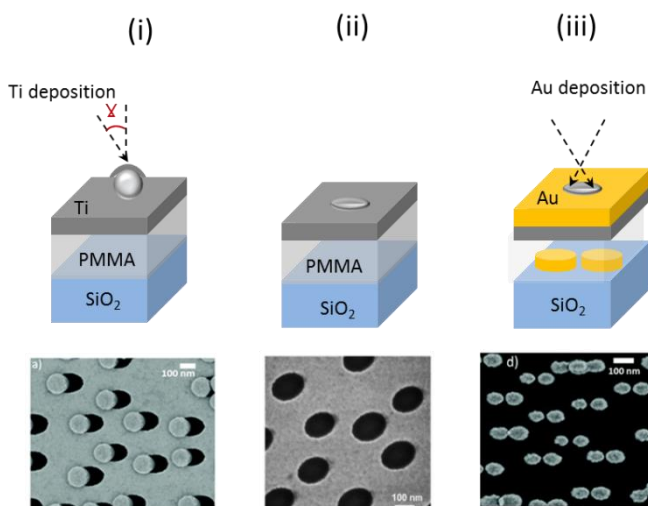 (i)
(ii)
(iii)
Ti deposition
Au deposition
Ti
Au
PMMA
PMMA
SiO₂
SiO₂
SiO₂
a)
100 nm
100 nm
d)
100 nm